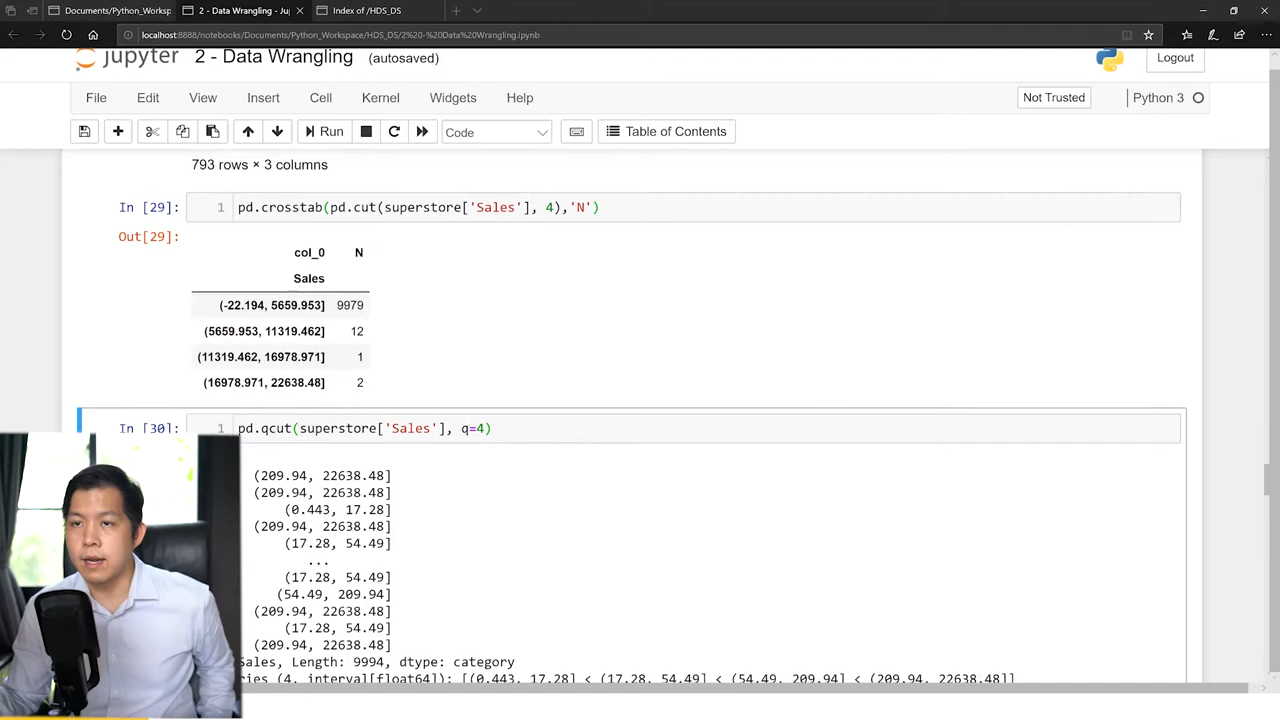 Documents/Python_Worksp
2 - Data Wrangling - Jup
Index of /HDS_DS
localhost:8888/notebooks/Documents/Python_Workspace/HDS_DS/2%20-%20Data%20Wrangling.ipynb
jupyter 2 - Data Wrangling (autosaved)
Logout
File Edit View Insert Cell Kernel Widgets Help
Not Trusted
Python 3
Run
Code
Table of Contents
793 rows × 3 columns
In [29]: 1 pd.crosstab(pd.cut(superstore['Sales'], 4),'N')
Out[29]:
col_0 N
Sales
(-22.194, 5659.953] 9979
(5659.953, 11319.462] 12
(11319.462, 16978.971] 1
(16978.971, 22638.48] 2
In [30]: 1 pd.qcut(superstore['Sales'], q=4)
(209.94, 22638.48]
(209.94, 22638.48]
(0.443, 17.28]
(209.94, 22638.48]
(17.28, 54.49]
...
(17.28, 54.49]
(54.49, 209.94]
(209.94, 22638.48]
(17.28, 54.49]
(209.94, 22638.48]
Sales, Length: 9994, dtype: category
ries (4, interval[float64]): [(0.443, 17.28] < (17.28, 54.49] < (54.49, 209.94] < (209.94, 22638.48]]